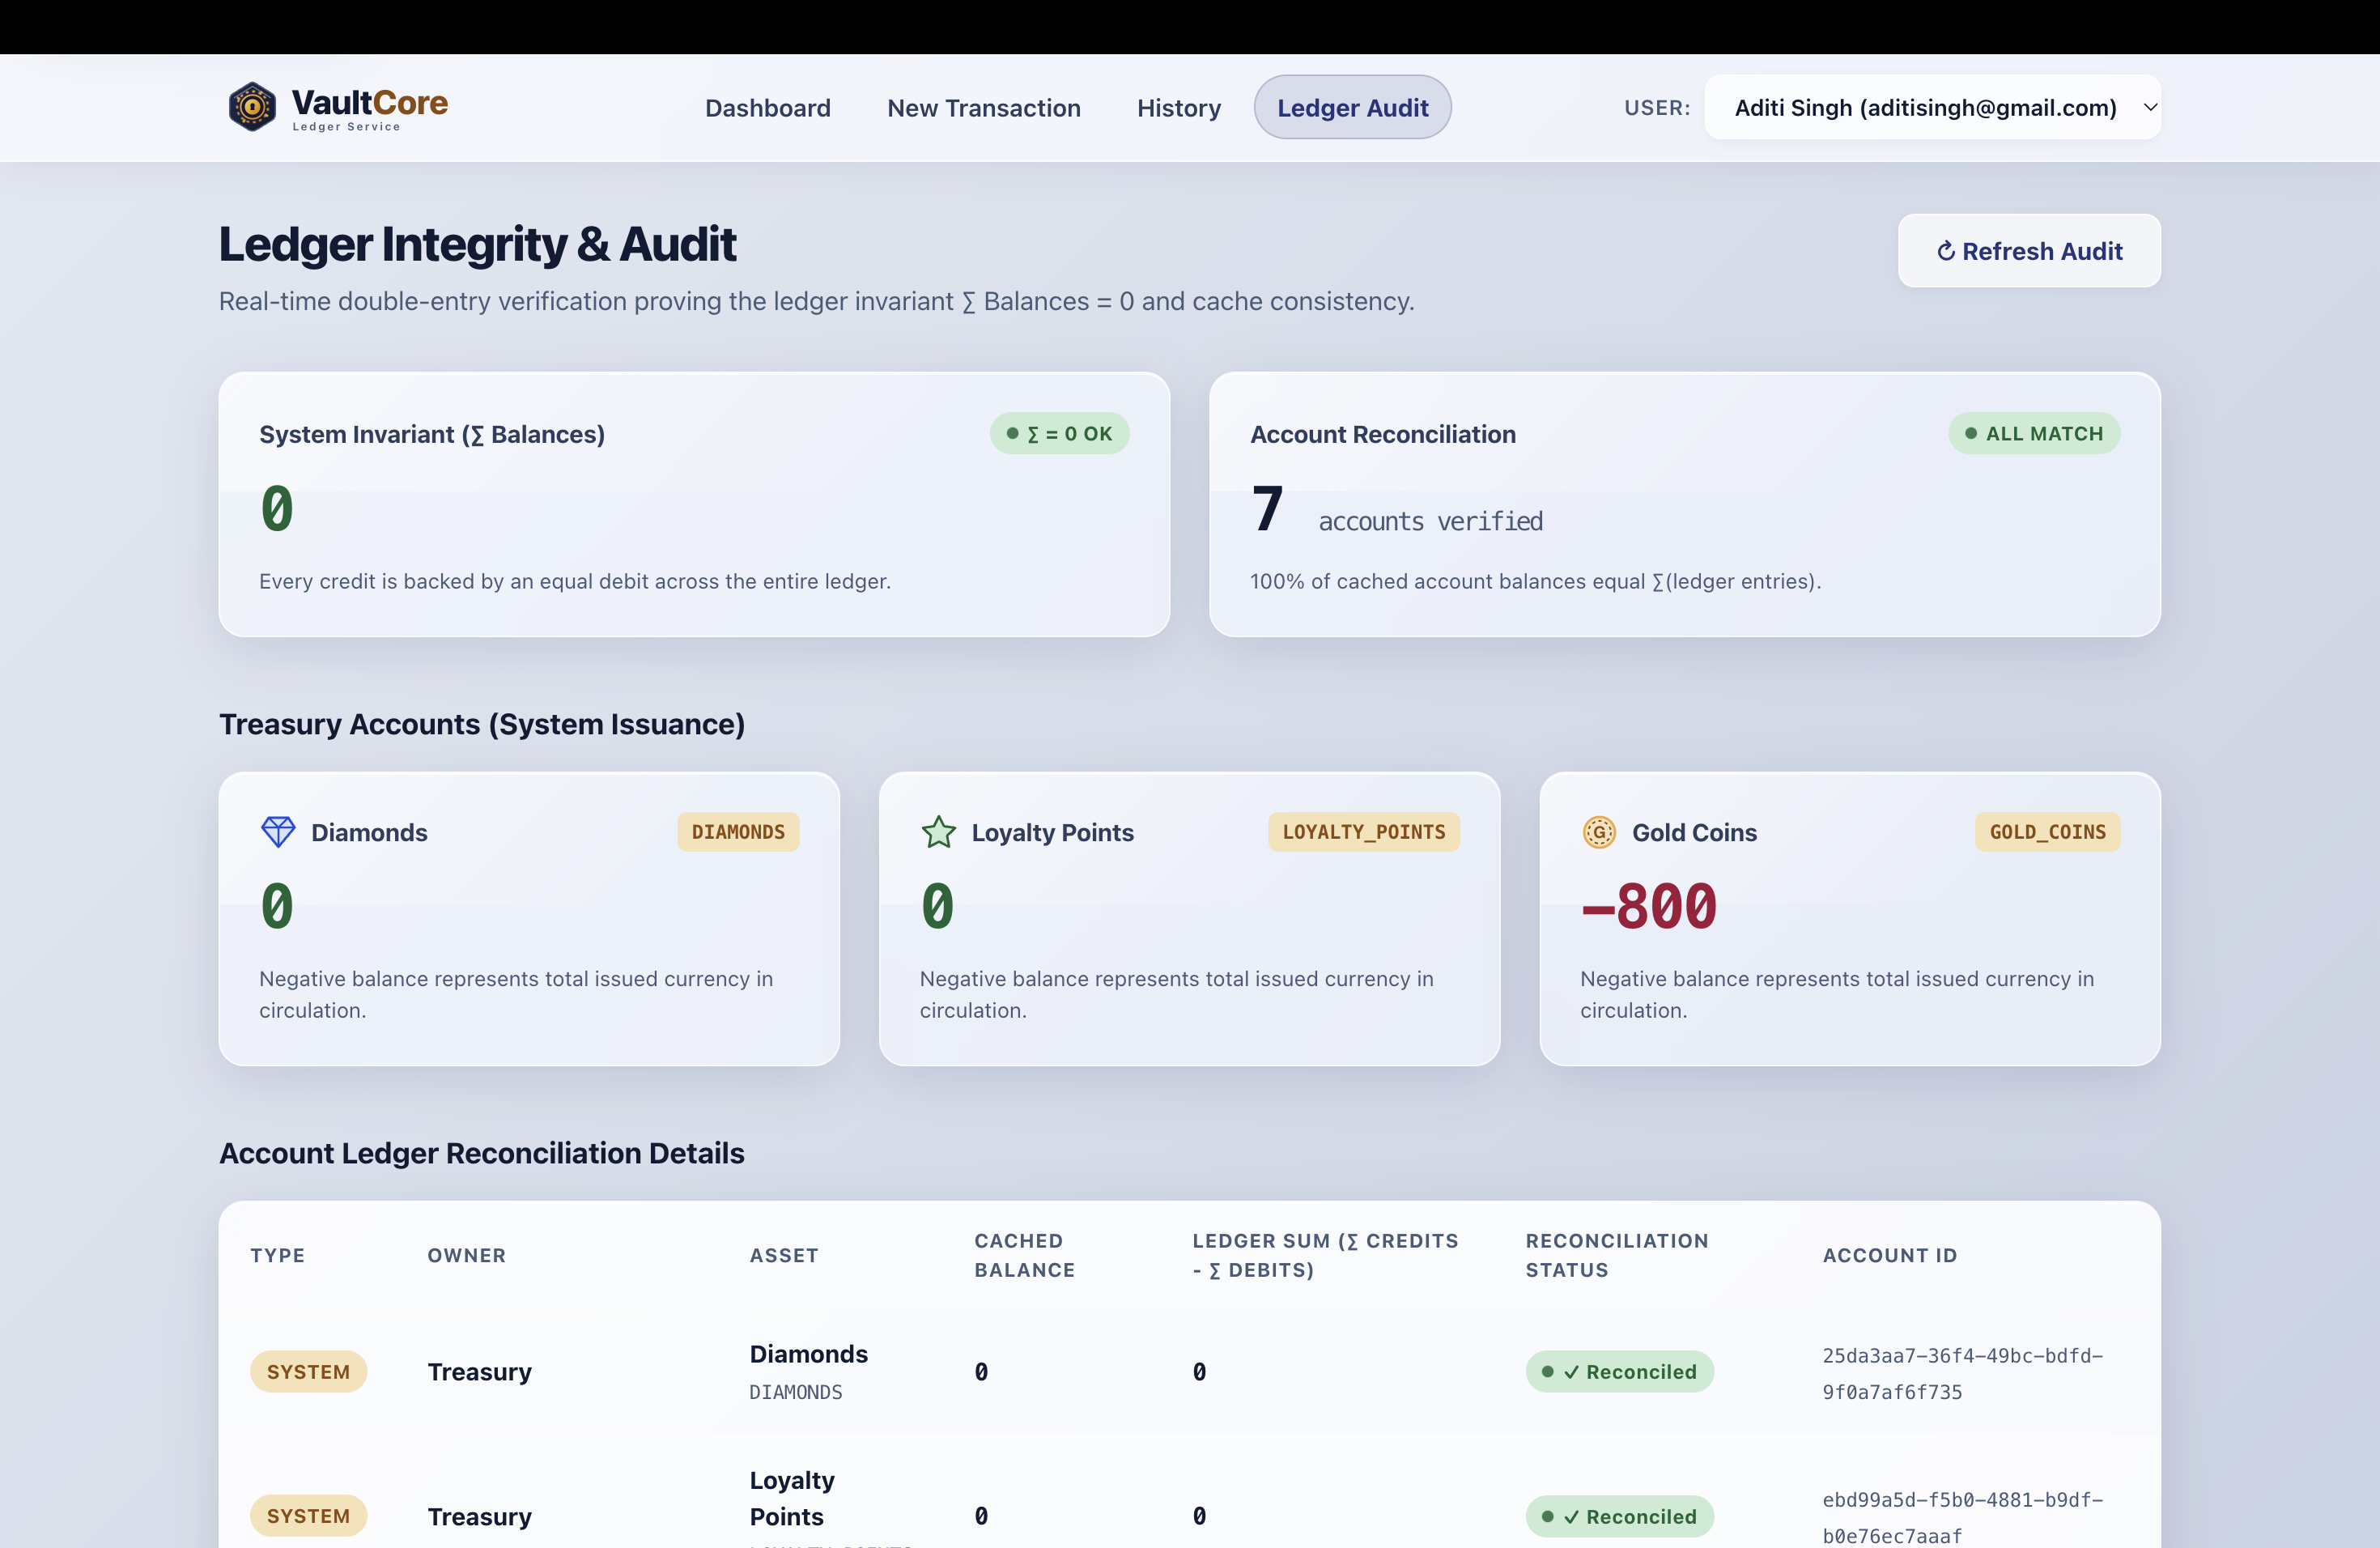 VaultCore
Ledger Service
Dashboard
New Transaction
History
Ledger Audit
USER:
Aditi Singh (aditisingh@gmail.com)
Ledger Integrity & Audit
Real-time double-entry verification proving the ledger invariant ∑ Balances = 0 and cache consistency.
↻ Refresh Audit
System Invariant (∑ Balances)
∑ = 0 OK
0
Every credit is backed by an equal debit across the entire ledger.
Account Reconciliation
ALL MATCH
7 accounts verified
100% of cached account balances equal ∑(ledger entries).
Treasury Accounts (System Issuance)
Diamonds
DIAMONDS
0
Negative balance represents total issued currency in
circulation.
Loyalty Points
LOYALTY_POINTS
0
Negative balance represents total issued currency in
circulation.
G
Gold Coins
GOLD_COINS
−800
Negative balance represents total issued currency in
circulation.
Account Ledger Reconciliation Details
TYPE
OWNER
ASSET
CACHED
BALANCE
LEDGER SUM (∑ CREDITS
- ∑ DEBITS)
RECONCILIATION
STATUS
ACCOUNT ID
SYSTEM
Treasury
Diamonds
DIAMONDS
0
0
✓ Reconciled
25da3aa7-36f4-49bc-bdfd-
9f0a7af6f735
SYSTEM
Treasury
Loyalty
Points
0
0
✓ Reconciled
ebd99a5d-f5b0-4881-b9df-
b0e76ec7aaaf